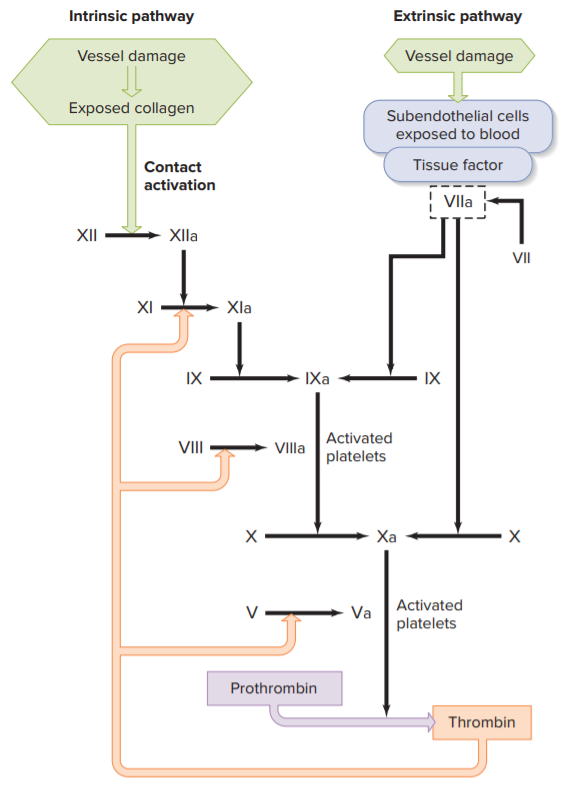 Intrinsic pathway
Extrinsic pathway
Vessel damage
Exposed collagen
Vessel damage
Subendothelial cells
exposed to blood
Tissue factor
Contact
activation
VIIa
VII
XII
XIIa
XI
XIa
IX
IXa
IX
VIII
VIIIa
Activated
platelets
X
Xa
X
V
Va
Activated
platelets
Prothrombin
Thrombin